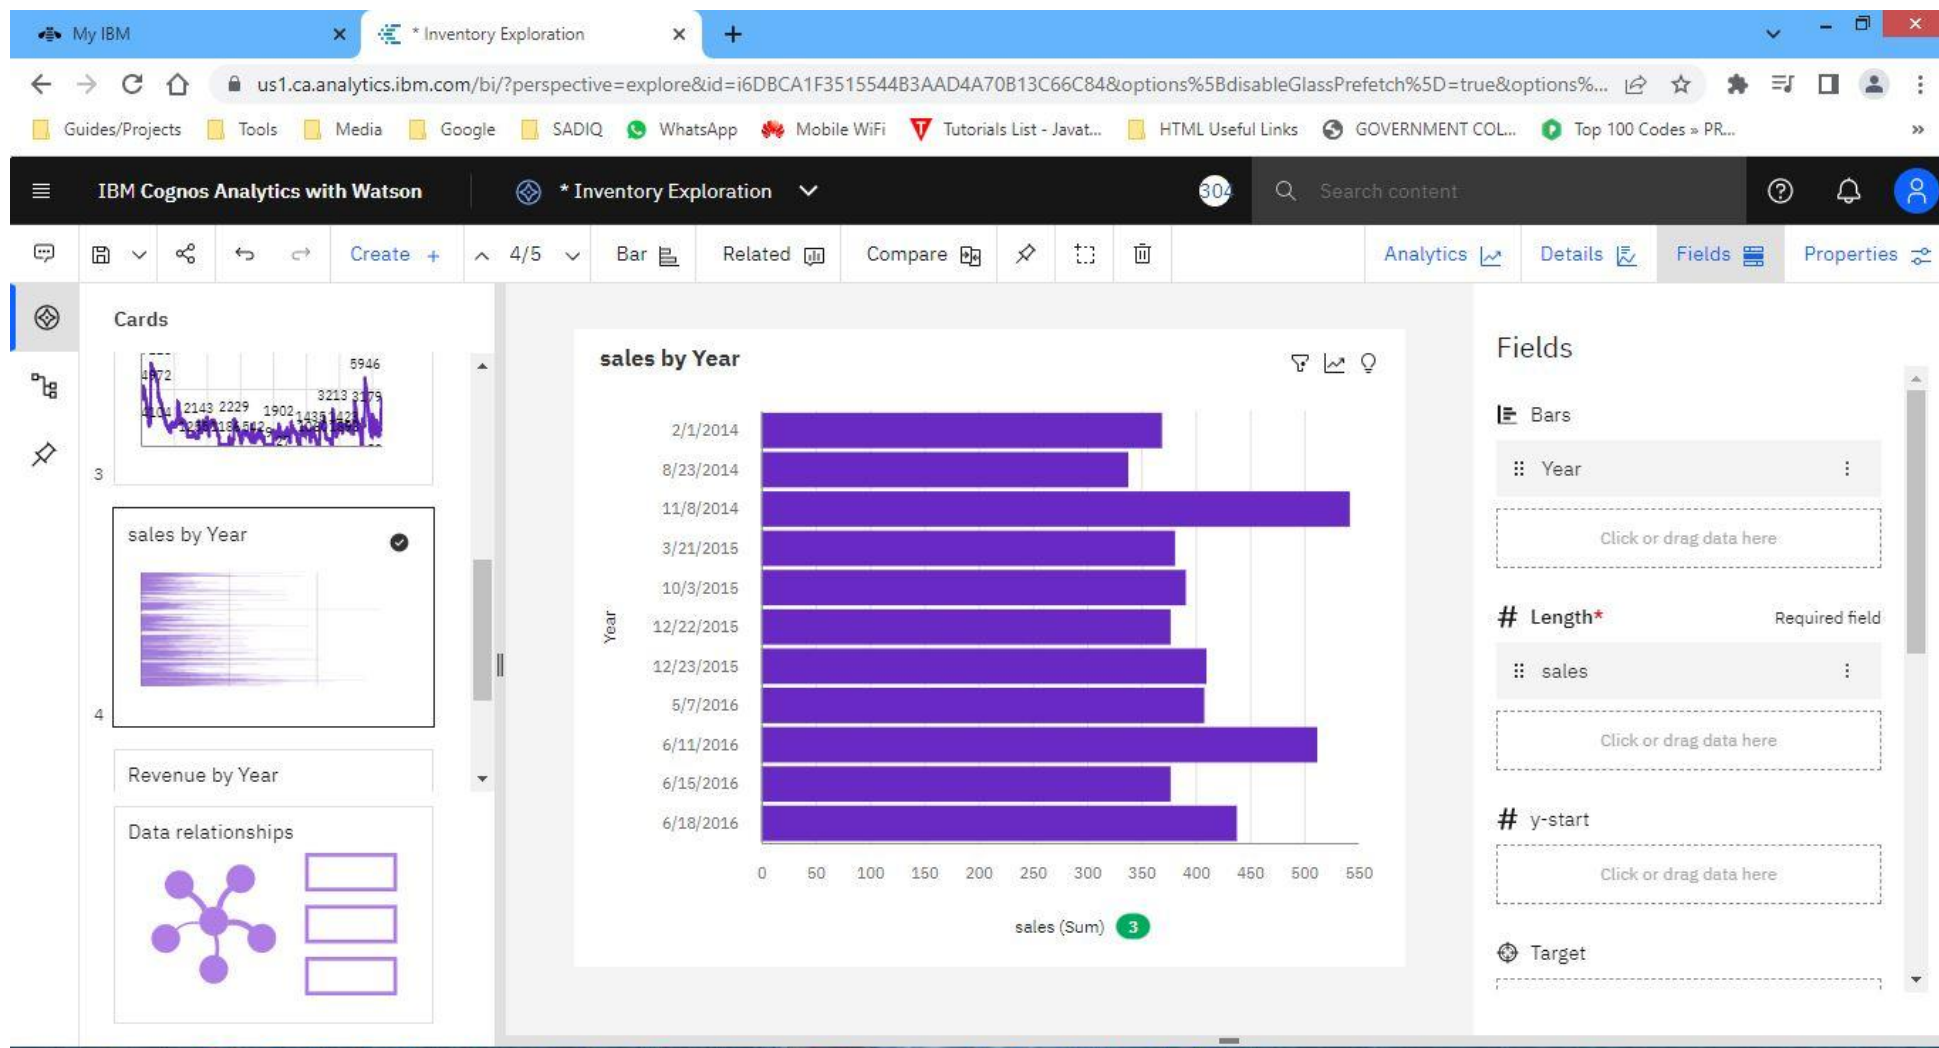 My IBM
* Inventory Exploration
us1.ca.analytics.ibm.com/bi/?perspective=explore&id=i6DBCA1F3515544B3AAD4A70B13C66C84&options%5BdisableGlassPrefetch%5D=true&options%...
Guides/Projects Tools Media Google SADIQ WhatsApp Mobile WiFi Tutorials List - Javat... HTML Useful Links GOVERNMENT COL... Top 100 Codes » PR... »
IBM Cognos Analytics with Watson
* Inventory Exploration
304
Search content
Create + 4/5 Bar Related Compare Analytics Details Fields Properties
Cards
4972
5946
3213 3179
2143 2229 1902
4104
3
sales by Year
4
Revenue by Year
Data relationships
sales by Year
Year
2/1/2014
8/23/2014
11/8/2014
3/21/2015
10/3/2015
12/22/2015
12/23/2015
5/7/2016
6/11/2016
6/15/2016
6/18/2016
0 50 100 150 200 250 300 350 400 450 500 550
sales (Sum) 3
Fields
Bars
Year
Click or drag data here
# Length* Required field
sales
Click or drag data here
# y-start
Click or drag data here
Target